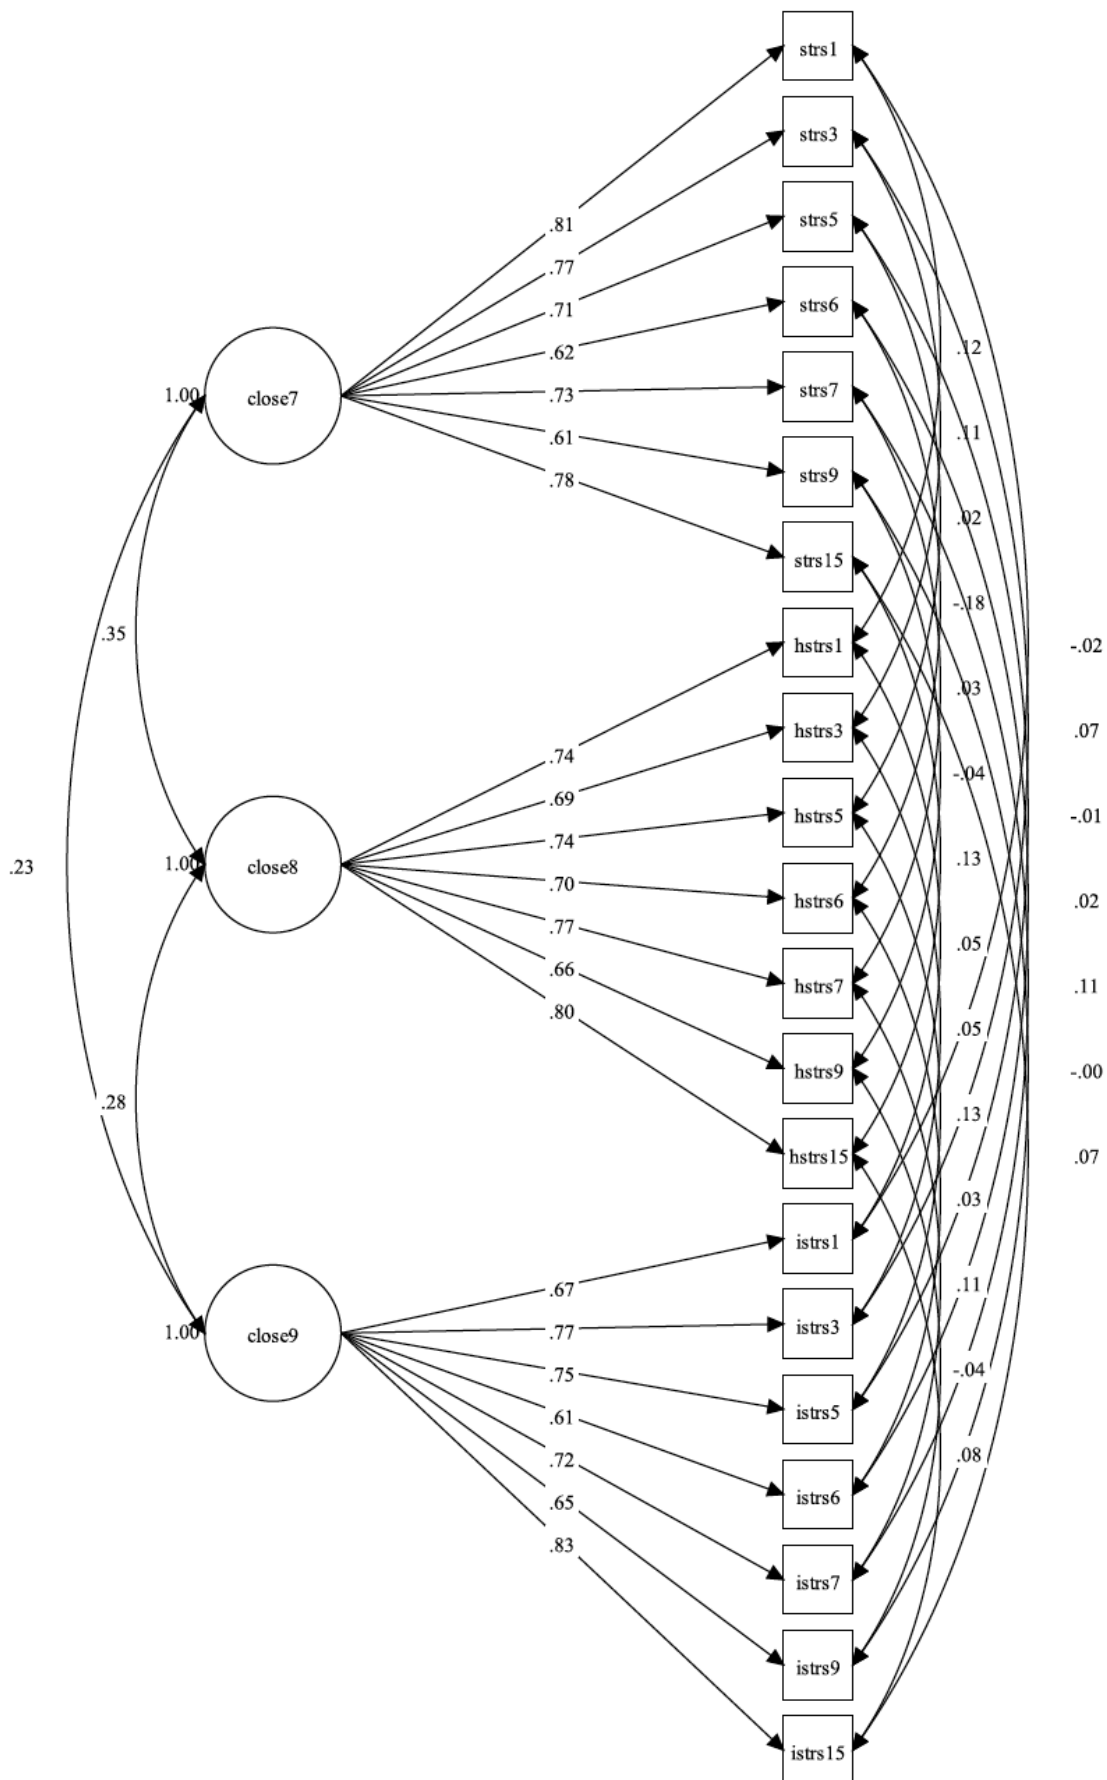 strs1
strs3
strs5
strs6
strs7
strs9
strs15
hstrs1
hstrs3
hstrs5
hstrs6
hstrs7
hstrs9
hstrs15
istrs1
istrs3
istrs5
istrs6
istrs7
istrs9
istrs15
1.00
close7
1.00
close8
1.00
close9
.35
.23
.28
.81
.77
.71
.62
.73
.61
.78
.74
.69
.74
.70
.77
.66
.80
.67
.77
.75
.61
.72
.65
.83
.12
.11
.02
-.18
.03
-.04
.13
.05
.05
.13
.03
.11
-.04
.08
-.02
.07
-.01
.02
.11
-.00
.07